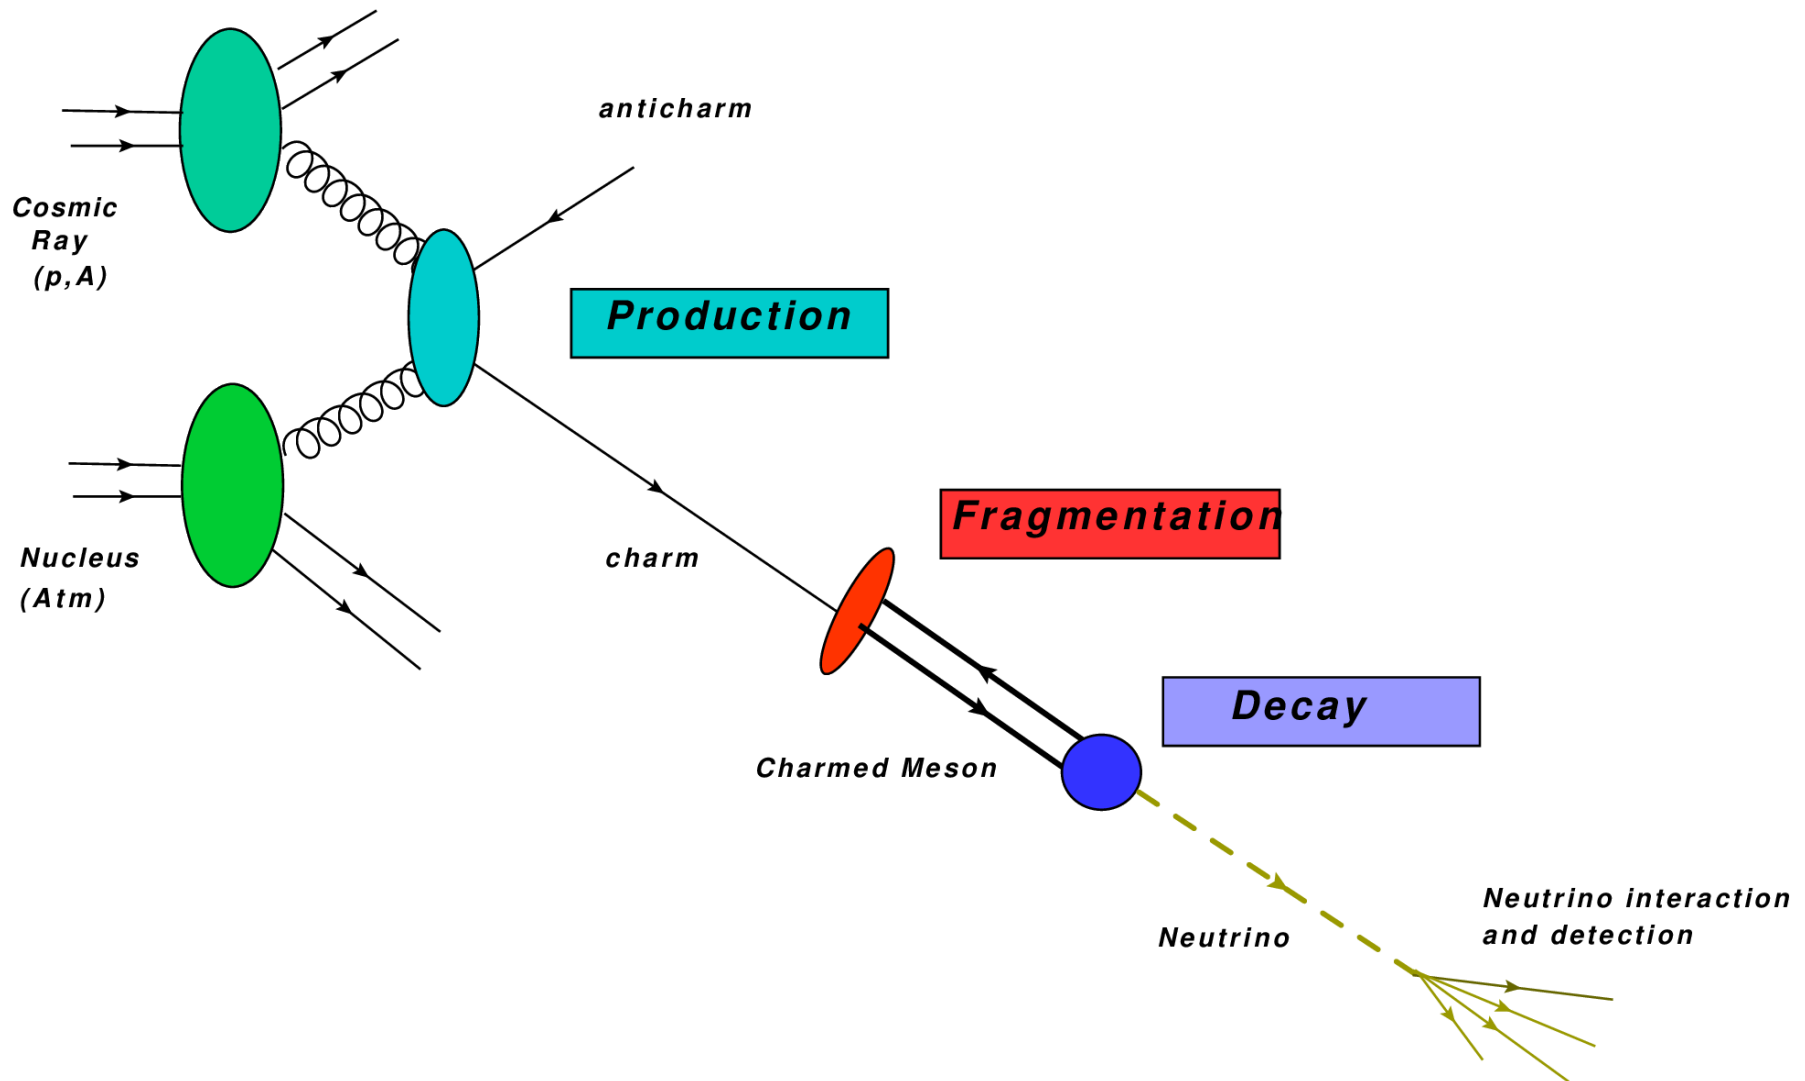 anticharm
Cosmic
Ray
(p,A)
Production
Fragmentation
Nucleus
(Atm)
charm
Decay
Charmed Meson
Neutrino interaction
and detection
Neutrino